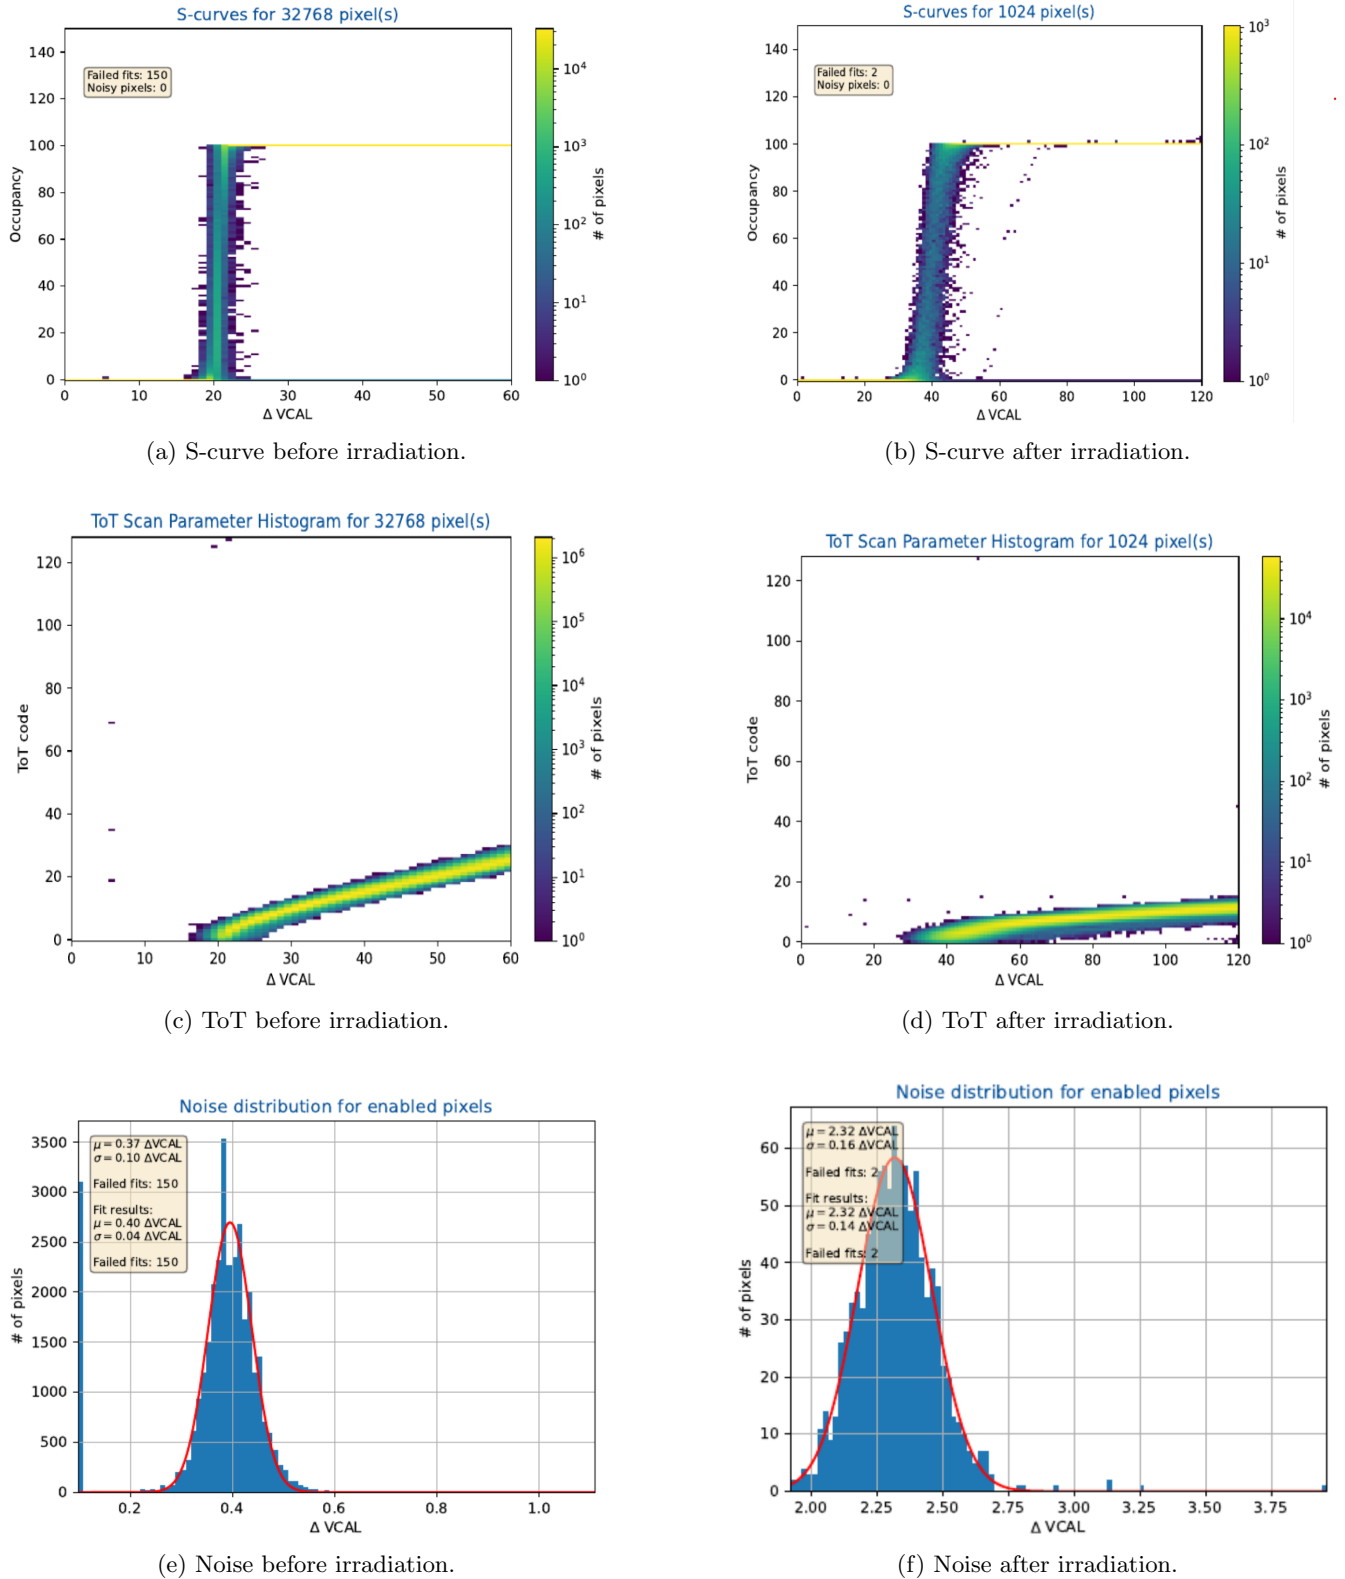 S-curves for 32768 pixel(s)
140
120
100
80
60
40
20
0
Occupancy
Failed fits: 150
Noisy pixels: 0
0 10 20 30 40 50 60
Δ VCAL
10^4
10^3
10^2
10^1
10^0
# of pixels
(a) S-curve before irradiation.
S-curves for 1024 pixel(s)
140
120
100
80
60
40
20
0
Occupancy
Failed fits: 2
Noisy pixels: 0
0 20 40 60 80 100 120
Δ VCAL
10^3
10^2
10^1
10^0
# of pixels
(b) S-curve after irradiation.
ToT Scan Parameter Histogram for 32768 pixel(s)
120
100
80
60
40
20
0
ToT code
0 10 20 30 40 50 60
Δ VCAL
10^6
10^5
10^4
10^3
10^2
10^1
10^0
# of pixels
(c) ToT before irradiation.
ToT Scan Parameter Histogram for 1024 pixel(s)
120
100
80
60
40
20
0
ToT code
0 20 40 60 80 100 120
Δ VCAL
10^4
10^3
10^2
10^1
10^0
# of pixels
(d) ToT after irradiation.
Noise distribution for enabled pixels
3500
3000
2500
2000
1500
1000
500
0
# of pixels
μ = 0.37 ΔVCAL
σ = 0.10 ΔVCAL
Failed fits: 150
Fit results:
μ = 0.40 ΔVCAL
σ = 0.04 ΔVCAL
Failed fits: 150
0.2 0.4 0.6 0.8 1.0
Δ VCAL
(e) Noise before irradiation.
Noise distribution for enabled pixels
60
50
40
30
20
10
0
# of pixels
μ = 2.32 ΔVCAL
σ = 0.16 ΔVCAL
Failed fits: 2
Fit results:
μ = 2.32 ΔVCAL
σ = 0.14 ΔVCAL
Failed fits: 2
2.00 2.25 2.50 2.75 3.00 3.25 3.50 3.75
Δ VCAL
(f) Noise after irradiation.